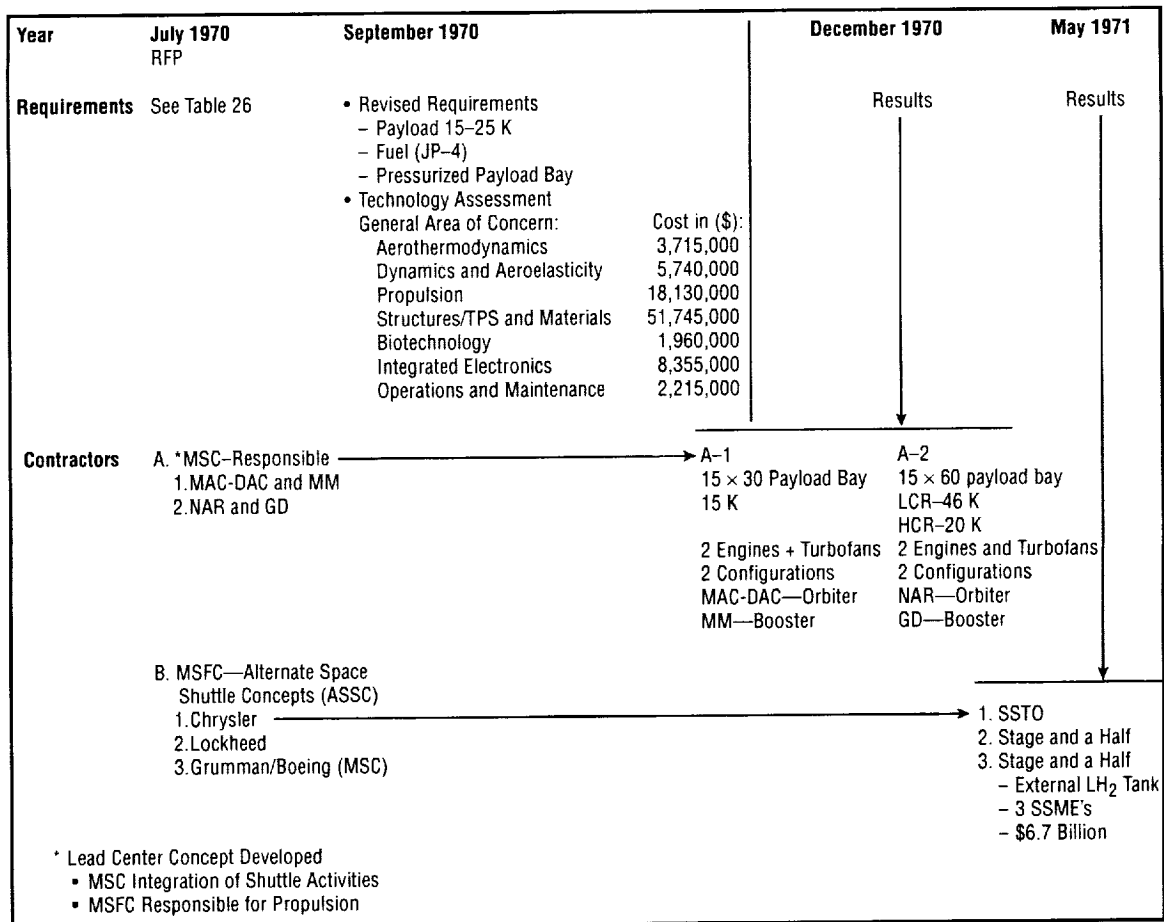 Year July 1970 September 1970 December 1970 May 1971
RFP
Requirements See Table 26 • Revised Requirements Results Results
– Payload 15–25 K
– Fuel (JP–4)
– Pressurized Payload Bay
• Technology Assessment
General Area of Concern: Cost in ($):
Aerothermodynamics 3,715,000
Dynamics and Aeroelasticity 5,740,000
Propulsion 18,130,000
Structures/TPS and Materials 51,745,000
Biotechnology 1,960,000
Integrated Electronics 8,355,000
Operations and Maintenance 2,215,000
Contractors A. *MSC–Responsible A–1 A–2
1.MAC-DAC and MM 15 × 30 Payload Bay 15 × 60 payload bay
2.NAR and GD 15 K LCR–46 K
HCR–20 K
2 Engines + Turbofans 2 Engines and Turbofans
2 Configurations 2 Configurations
MAC-DAC—Orbiter NAR—Orbiter
MM—Booster GD—Booster
B. MSFC—Alternate Space
Shuttle Concepts (ASSC)
1.Chrysler 1. SSTO
2.Lockheed 2. Stage and a Half
3.Grumman/Boeing (MSC) 3. Stage and a Half
– External LH2 Tank
– 3 SSME's
– $6.7 Billion
* Lead Center Concept Developed
▪ MSC Integration of Shuttle Activities
▪ MSFC Responsible for Propulsion